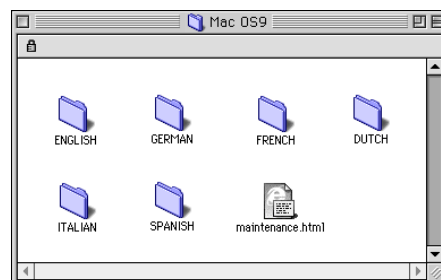 Mac OS9
ENGLISH GERMAN FRENCH DUTCH
ITALIAN SPANISH maintenance.html